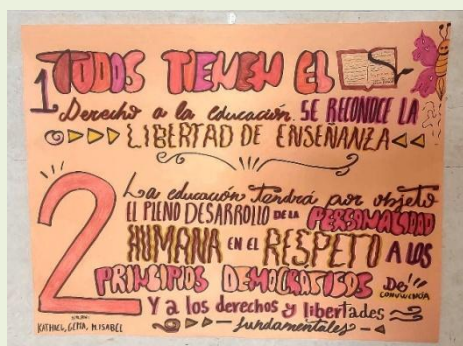 1 TODOS TIENEN EL
Derecho a la educación. SE RECONOCE LA
LIBERTAD DE ENSEÑANZA
2 La educación tendrá por objeto
EL PLENO DESARROLLO DE LA PERSONALIDAD
HUMANA EN EL RESPETO A LOS
PRINCIPIOS DEMOCRÁTICOS DE
CONVIVENCIA
Y a los derechos y libertades
fundamentales
KATHAEL, GEMA, M. ISABEL